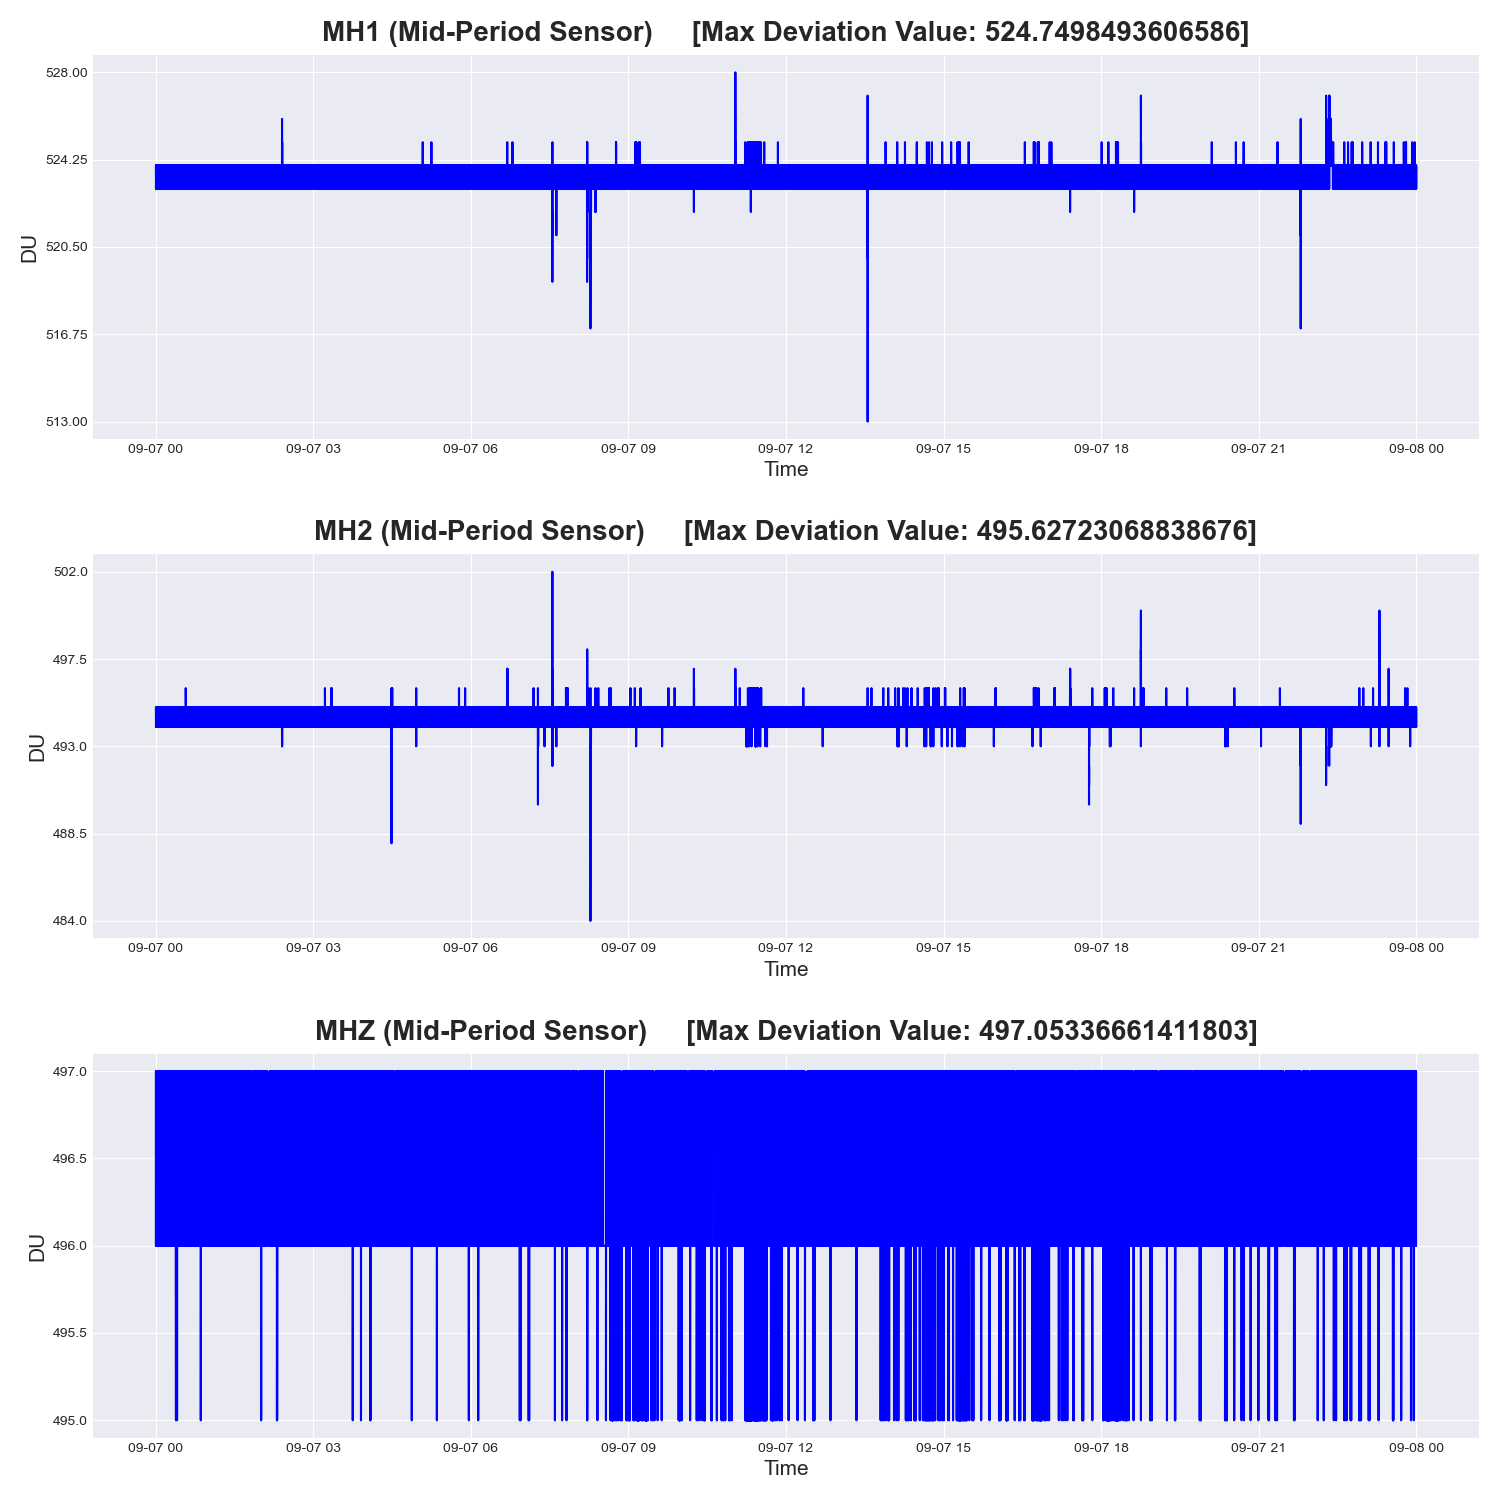 MH1 (Mid-Period Sensor) [Max Deviation Value: 524.7498493606586]
528.00
524.25
520.50
516.75
513.00
DU
09-07 00 09-07 03 09-07 06 09-07 09 09-07 12 09-07 15 09-07 18 09-07 21 09-08 00
Time
MH2 (Mid-Period Sensor) [Max Deviation Value: 495.62723068838676]
502.0
497.5
493.0
488.5
484.0
DU
09-07 00 09-07 03 09-07 06 09-07 09 09-07 12 09-07 15 09-07 18 09-07 21 09-08 00
Time
MHZ (Mid-Period Sensor) [Max Deviation Value: 497.05336661411803]
497.0
496.5
496.0
495.5
495.0
DU
09-07 00 09-07 03 09-07 06 09-07 09 09-07 12 09-07 15 09-07 18 09-07 21 09-08 00
Time